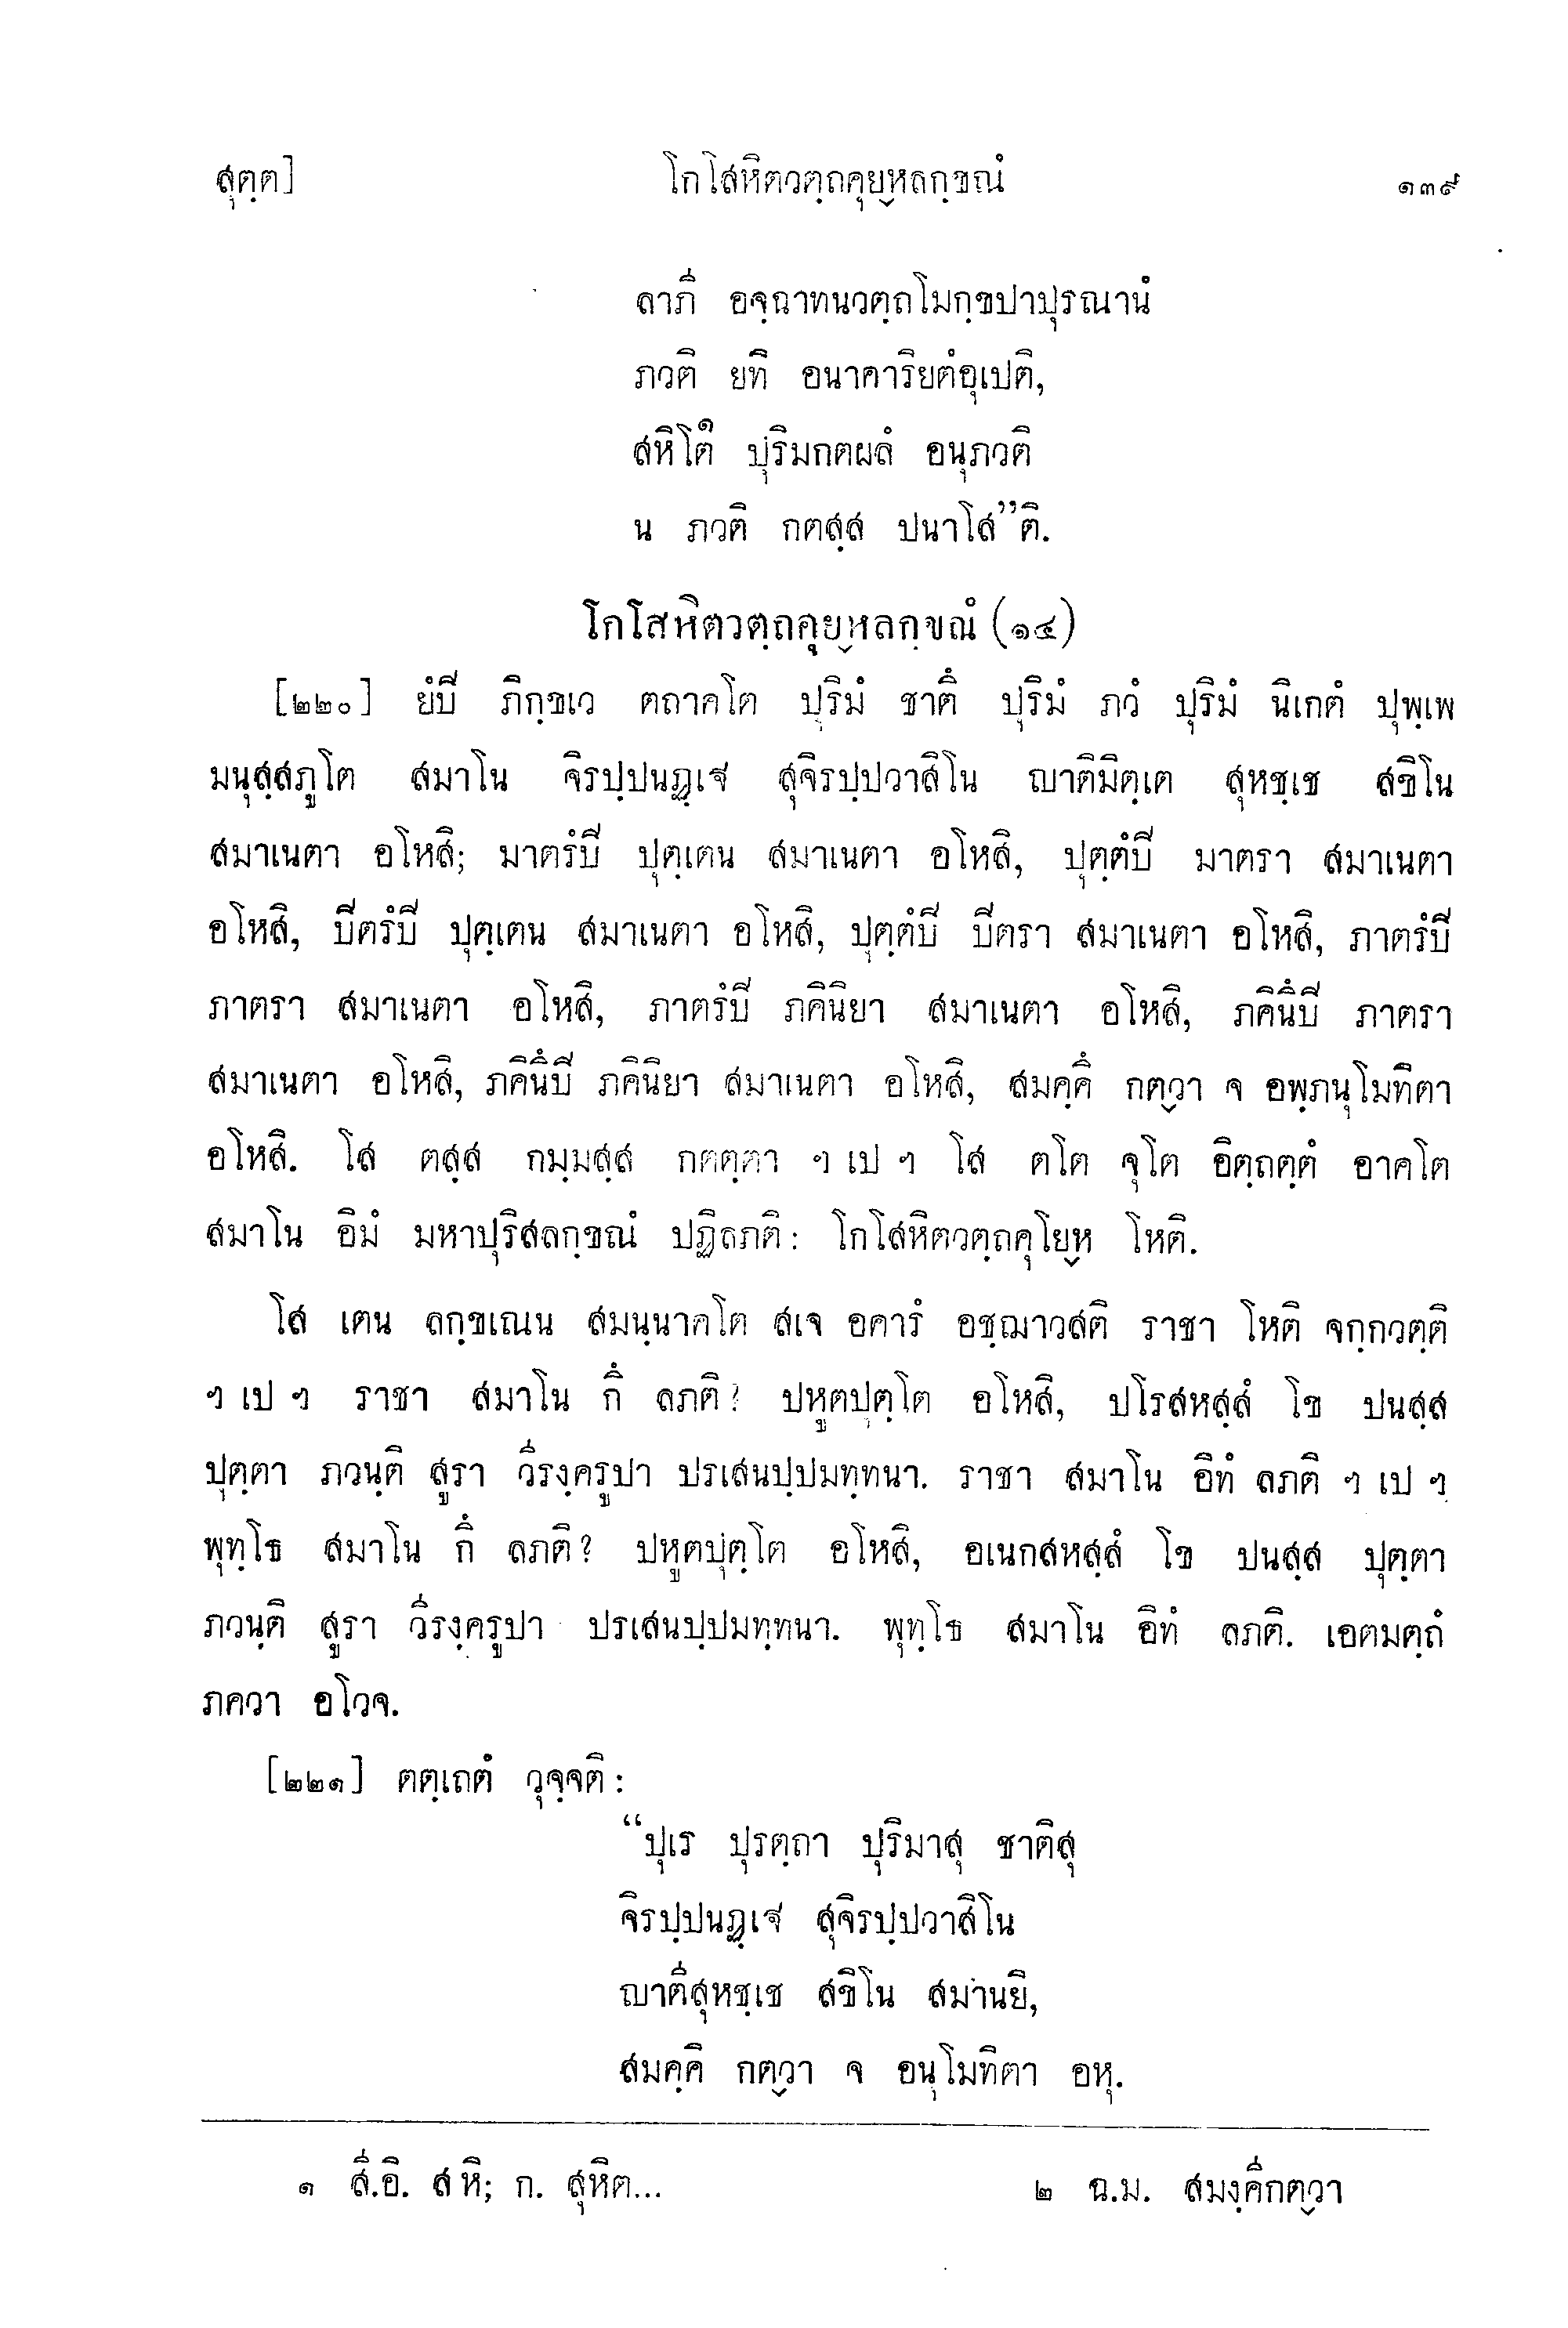 สุตฺต]	โกโสหิตวตฺถคุยฺหลกฺขณํ	๑๓๙
ลาภี อจฺฉาทนวตฺถโมกฺขปาปุรณานํ
ภวติ ยทิ อนาคาริยตํอุเปติ,
สหิโต๑ ปุริมกตผลํ อนุภวติ
น ภวติ กตสฺส ปนาโส”ติ.
โกโสหิตวตฺถคุยฺหลกฺขณํ (๑๔)
[๒๒๐] ยํปี ภิกฺขเว ตถาคโต ปุริมํ ชาตึ ปุริมํ ภวํ ปุริมํ นิเกตํ ปุพฺเพ
มนุสฺสภูโต สมาโน จิรปฺปนฏฺเฐ สุจิรปฺปวาสิโน ญาติมิตฺเต สุหชฺเช สขิโน
สมาเนตา อโหสิ; มาตรํปี ปุตฺเตน สมาเนตา อโหสิ, ปุตฺตํปี มาตรา สมาเนตา
อโหสิ, ปีตรํปี ปุตฺเตน สมาเนตา อโหสิ, ปุตฺตํปี ปีตรา สมาเนตา อโหสิ, ภาตรํปี
ภาตรา สมาเนตา อโหสิ, ภาตรํปี ภคินิยา สมาเนตา อโหสิ, ภคินึปี ภาตรา
สมาเนตา อโหสิ, ภคินึปี ภคินิยา สมาเนตา อโหสิ, สมคฺคึ กตฺวา จ อพฺภนุโมทิตา
อโหสิ. โส ตสฺส กมฺมสฺส กตตฺตา ฯ เป ฯ โส ตโต จุโต อิตฺถตฺตํ อาคโต
สมาโน อิมํ มหาปุริสลกฺขณํ ปฏิลภติ: โกโสหิตวตฺถคุโยฺห โหติ.
โส เตน ลกฺขเณน สมนฺนาคโต สเจ อคารํ อชฺฌาวสติ ราชา โหติ จกฺกวตฺติ
ฯ เป ฯ ราชา สมาโน กึ ลภติ? ปหูตปุตฺโต อโหสิ, ปโรสหสฺสํ โข ปนสฺส
ปุตฺตา ภวนฺติ สูรา วีรงฺครูปา ปรเสนปฺปมทฺทนา. ราชา สมาโน อิทํ ลภติ ฯ เป ฯ
พุทฺโธ สมาโน กึ ลภติ? ปหูตปุตฺโต อโหสิ, อเนกสหสฺสํ โข ปนสฺส ปุตฺตา
ภวนฺติ สูรา วีรงฺครูปา ปรเสนปฺปมทฺทนา. พุทฺโธ สมาโน อิทํ ลภติ. เอตมตฺถํ
ภควา อโวจ.
[๒๒๑] ตตฺเถตํ วุจฺจติ:
“ปุเร ปุรตฺถา ปุริมาสุ ชาติสุ
จิรปฺปนฏฺเฐ สุจิรปฺปวาสิโน
ญาตีสุหชฺเช สขิโน สมานยิ,
สมคฺคิ กตฺวา จ อนุโมทิตา อหุ.
๑ สี.อิ. สหิ; ก. สุหิต...	๒ ฉ.ม. สมงฺคีกตฺวา